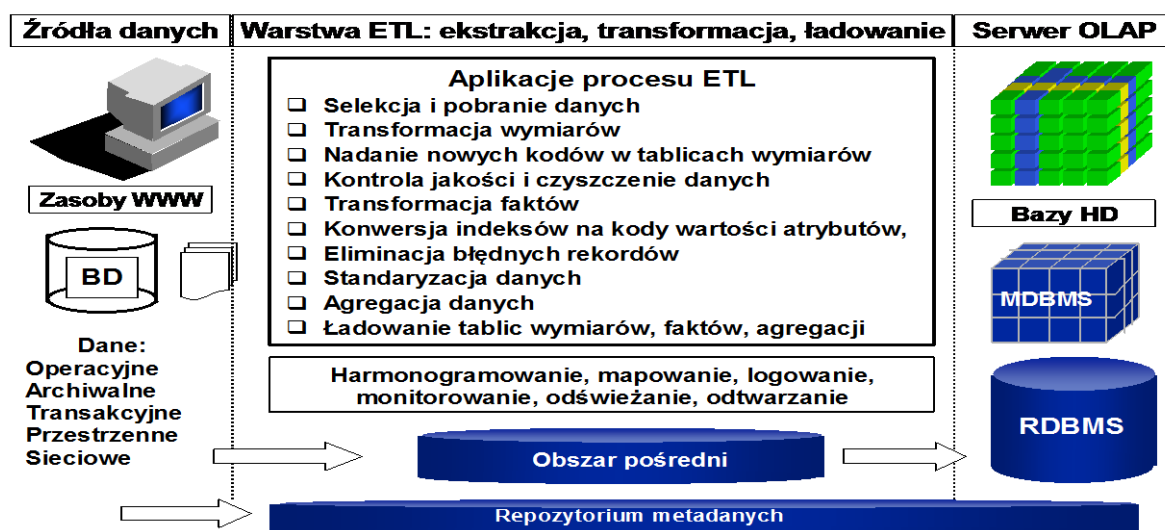 Źródła danych
Warstwa ETL: ekstrakcja, transformacja, ładowanie
Serwer OLAP
Zasoby WWW
BD
Dane:
Operacyjne
Archiwalne
Transakcyjne
Przestrzenne
Sieciowe
Aplikacje procesu ETL
Selekcja i pobranie danych
Transformacja wymiarów
Nadanie nowych kodów w tablicach wymiarów
Kontrola jakości i czyszczenie danych
Transformacja faktów
Konwersja indeksów na kody wartości atrybutów,
Eliminacja błędnych rekordów
Standaryzacja danych
Agregacja danych
Ładowanie tablic wymiarów, faktów, agregacji
Harmonogramowanie, mapowanie, logowanie,
monitorowanie, odświeżanie, odtwarzanie
Obszar pośredni
Bazy HD
MDBMS
RDBMS
Repozytorium metadanych